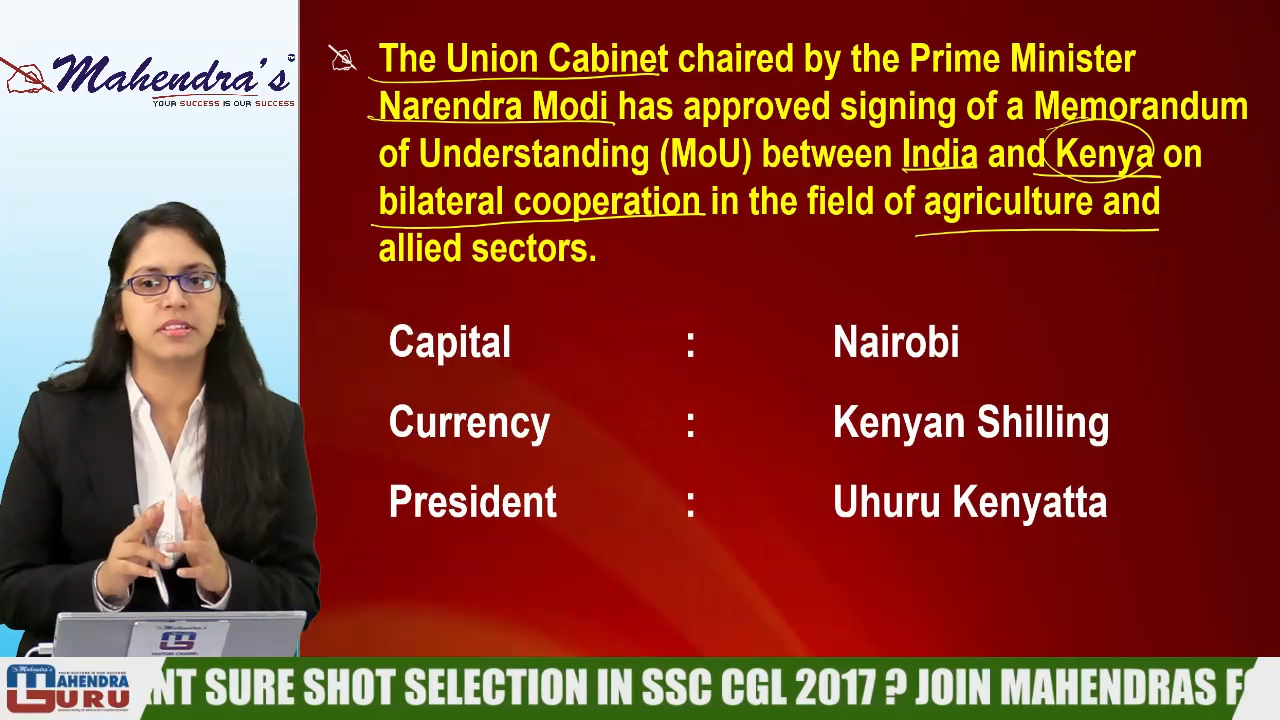 Mahendra's
YOUR SUCCESS IS OUR SUCCESS
The Union Cabinet chaired by the Prime Minister
Narendra Modi has approved signing of a Memorandum
of Understanding (MoU) between India and Kenya on
bilateral cooperation in the field of agriculture and
allied sectors.
Capital : Nairobi
Currency : Kenyan Shilling
President : Uhuru Kenyatta
YOUTUBE CHANNEL
Mahendra's
MAHENDRA
GURU
NT SURE SHOT SELECTION IN SSC CGL 2017 ? JOIN MAHENDRAS F